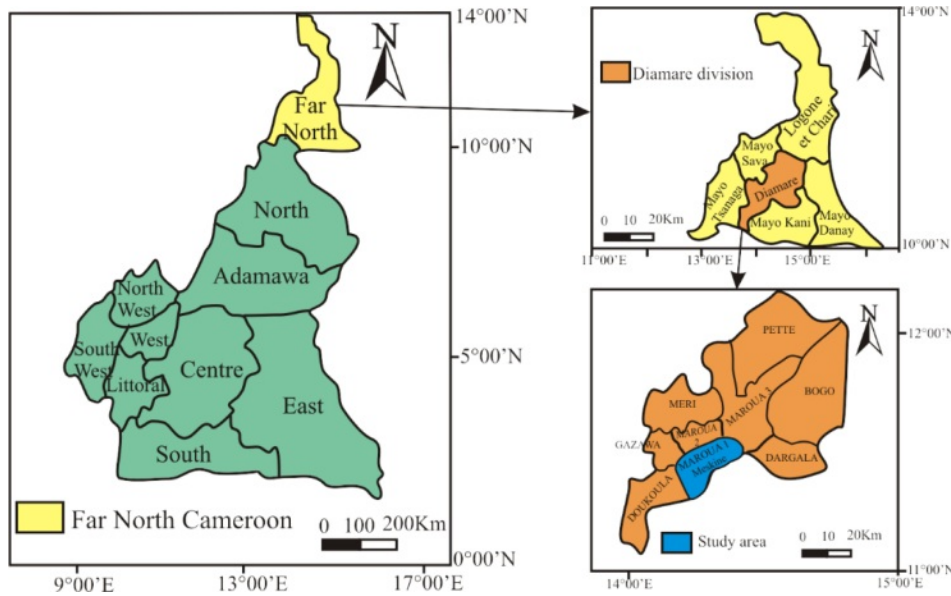 14°00'N
N
Far
North
10°00'N
North
Adamawa
North
West
West
South
West
Littoral
Centre
East
5°00'N
South
Far North Cameroon
0 100 200Km
0°00'N
9°00'E
13°00'E
17°00'E
14°00'N
N
Diamare division
Logone
et Chari
Mayo
Sava
Mayo
Tsanaga
Diamare
Mayo Kani
Mayo
Danay
0 10 20Km
10°00'N
11°00'E
13°00'E
15°00'E
N
12°00'N
PETTE
BOGO
MERI
MAROUA 3
MAROUA
2
GAZAWA
MAROUA 1
Meskine
DARGALA
DOUKOULA
Study area
0 10 20Km
11°00'N
14°00'E
15°00'E